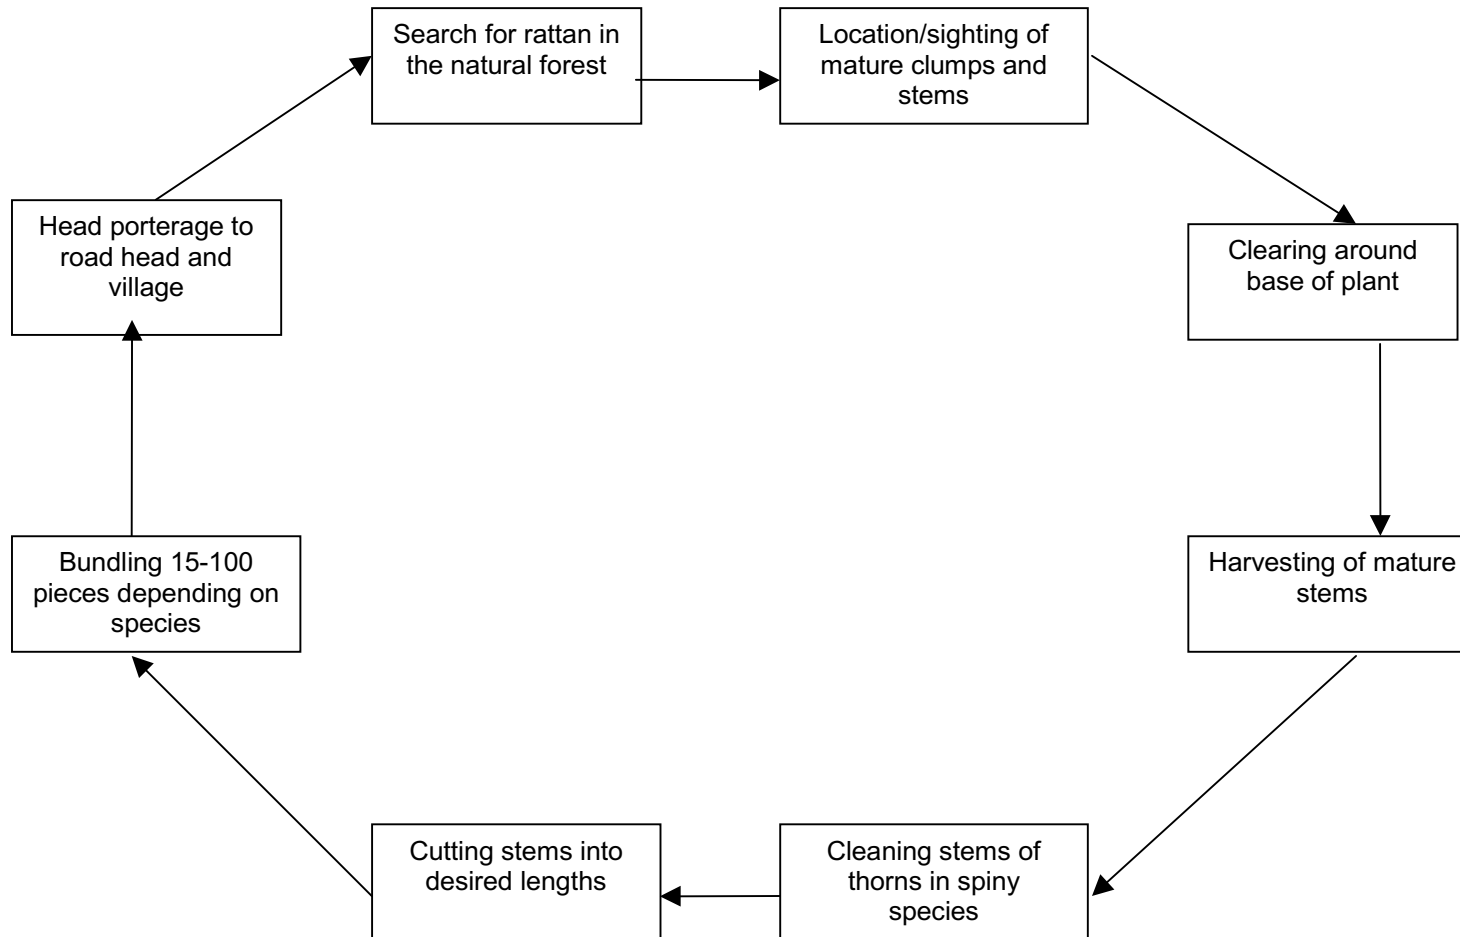 Search for rattan in
the natural forest
Location/sighting of
mature clumps and
stems
Clearing around
base of plant
Harvesting of mature
stems
Cleaning stems of
thorns in spiny
species
Cutting stems into
desired lengths
Bundling 15-100
pieces depending on
species
Head porterage to
road head and
village